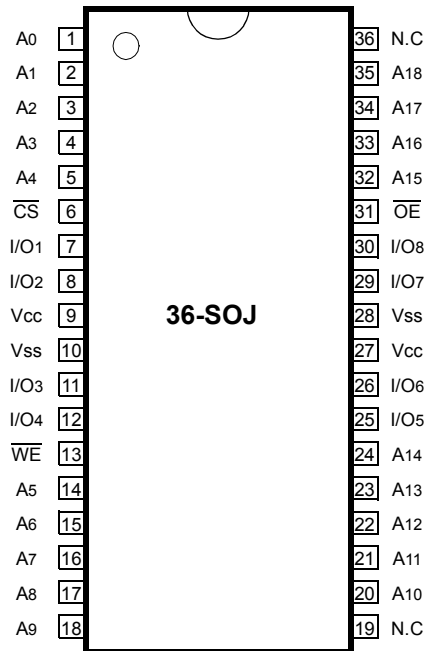 A0 1 36 N.C
A1 2 35 A18
A2 3 34 A17
A3 4 33 A16
A4 5 32 A15
C̅S̅ 6 31 O̅E̅
I/O1 7 30 I/O8
I/O2 8 29 I/O7
Vcc 9 36-SOJ 28 Vss
Vss 10 27 Vcc
I/O3 11 26 I/O6
I/O4 12 25 I/O5
W̅E̅ 13 24 A14
A5 14 23 A13
A6 15 22 A12
A7 16 21 A11
A8 17 20 A10
A9 18 19 N.C